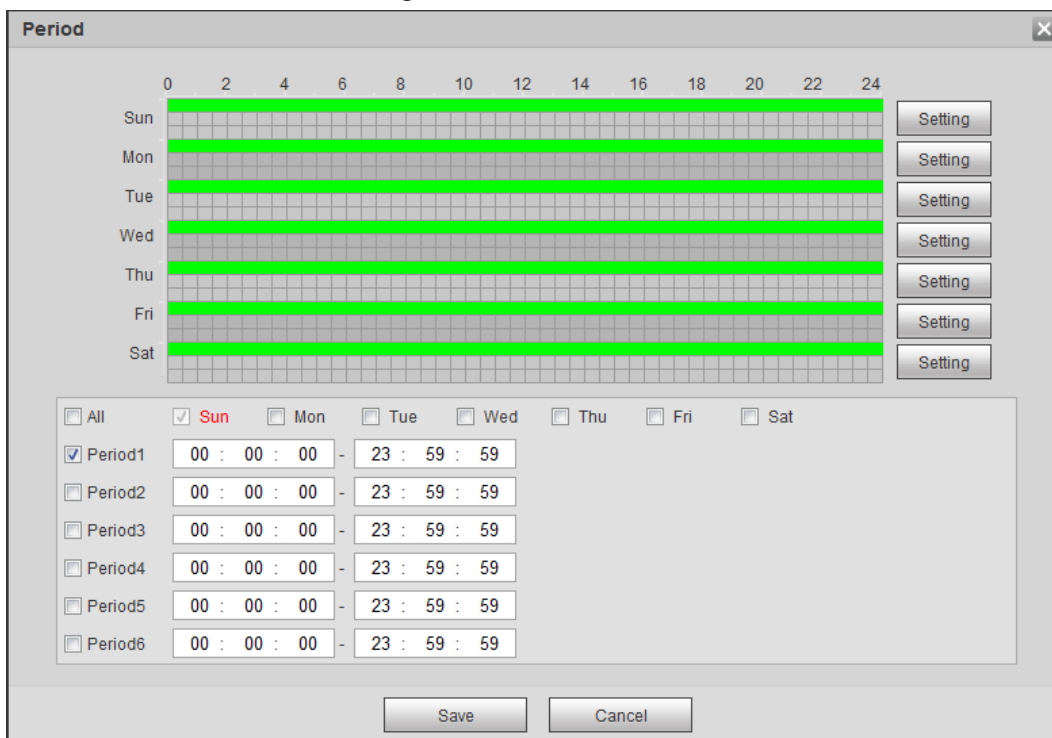 Period
0 2 4 6 8 10 12 14 16 18 20 22 24
Sun Setting
Mon Setting
Tue Setting
Wed Setting
Thu Setting
Fri Setting
Sat Setting
All Sun Mon Tue Wed Thu Fri Sat
Period1 00 : 00 : 00 - 23 : 59 : 59
Period2 00 : 00 : 00 - 23 : 59 : 59
Period3 00 : 00 : 00 - 23 : 59 : 59
Period4 00 : 00 : 00 - 23 : 59 : 59
Period5 00 : 00 : 00 - 23 : 59 : 59
Period6 00 : 00 : 00 - 23 : 59 : 59
Save Cancel